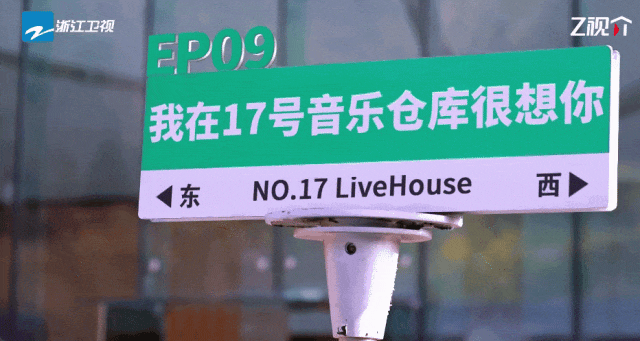 浙江卫视
Z视介
EP09
我在17号音乐仓库很想你
东
NO.17 LiveHouse
西